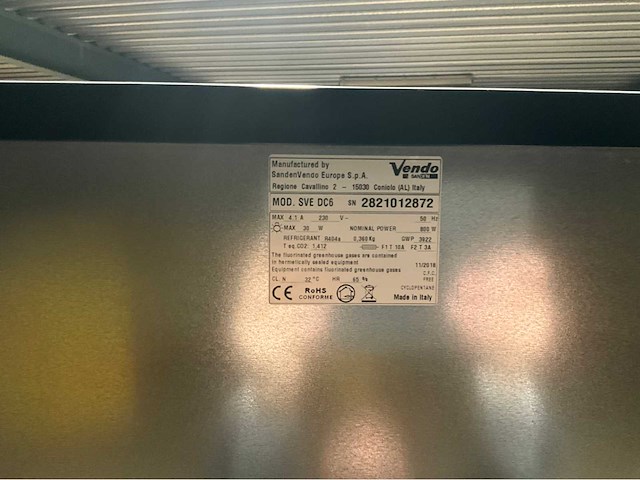 Manufactured by
SandenVendo Europe S.p.A.
Vendo
SANDEN
Regione Cavallino 2 - 15030 Coniolo (AL) Italy
MOD. SVE DC6 SN 2821012872
MAX 4.1 A 230 V~ 50 Hz
MAX 30 W NOMINAL POWER 800 W
REFRIGERANT R404a 0,360 Kg GWP 3922
T eq.CO2: 1,412 F1 T 10A F2 T 3A
The fluorinated greenhouse gases are contained
in hermetically sealed equipment 11/2018
Equipment contains fluorinated greenhouse gases C.F.C.
FREE
CL. N 32 °C HR 65 %
CYCLOPENTANE
CE RoHS
CONFORME
Made in Italy